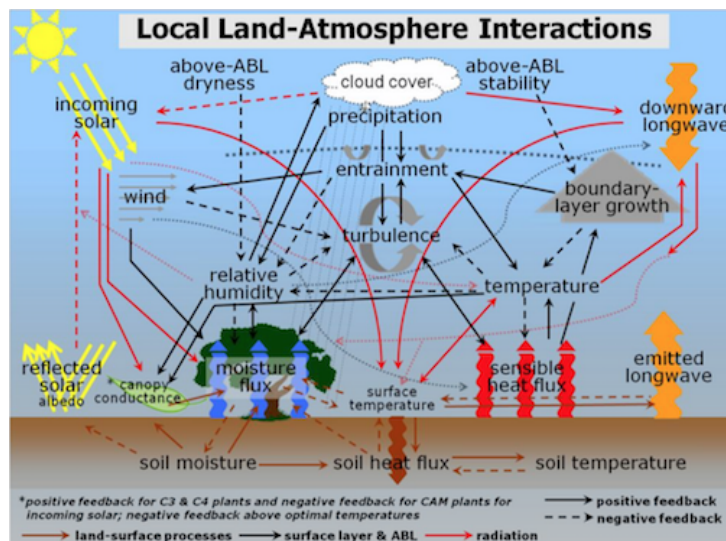 Local Land-Atmosphere Interactions
above-ABL
dryness
cloud cover
above-ABL
stability
incoming
solar
precipitation
downward
longwave
entrainment
wind
boundary-
layer growth
turbulence
relative
humidity
temperature
reflected
solar
albedo
*canopy
conductance
moisture
flux
surface
temperature
sensible
heat flux
emitted
longwave
soil moisture
soil heat flux
soil temperature
*positive feedback for C3 & C4 plants and negative feedback for CAM plants for
incoming solar; negative feedback above optimal temperatures
positive feedback
negative feedback
land-surface processes
surface layer & ABL
radiation